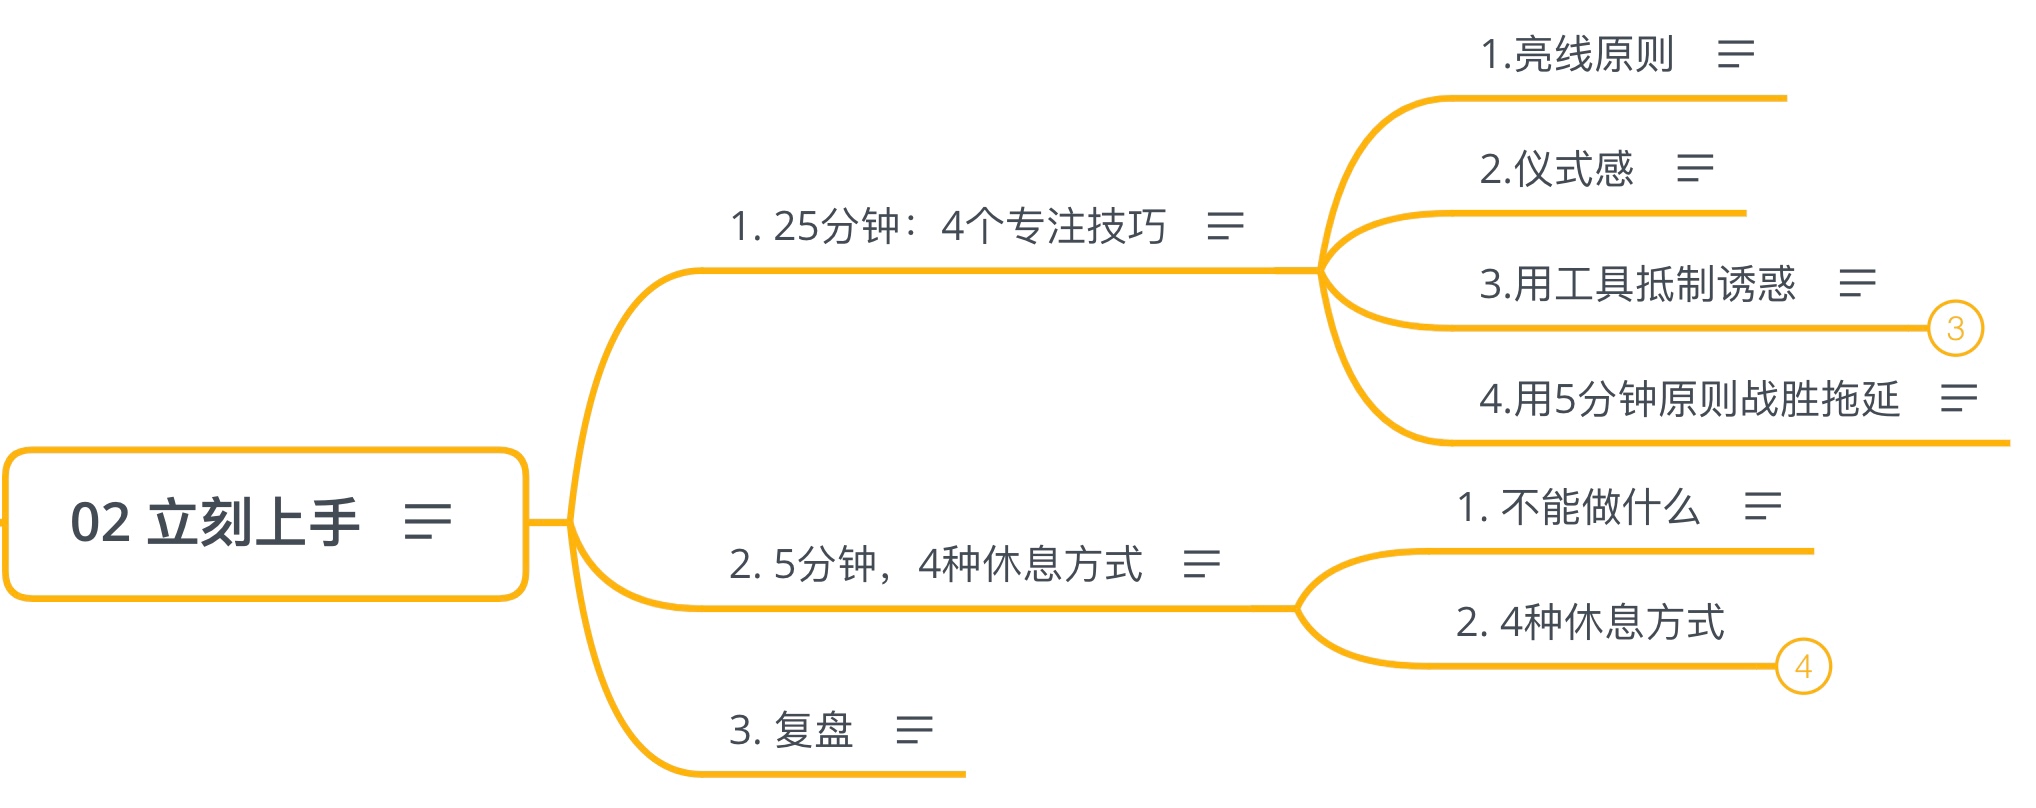 02 立刻上手
1. 25分钟：4个专注技巧
1.亮线原则
2.仪式感
3.用工具抵制诱惑
3
4.用5分钟原则战胜拖延
2. 5分钟，4种休息方式
1. 不能做什么
2. 4种休息方式
4
3. 复盘